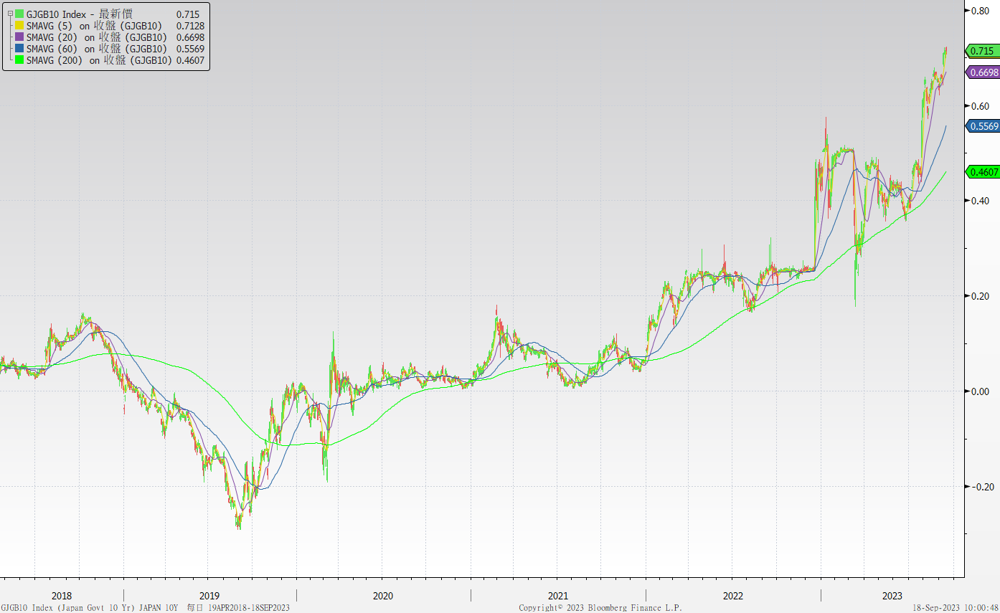 GJGB10 Index - 最新價 0.715
SMAVG (5) on 收盤 (GJGB10) 0.7128
SMAVG (20) on 收盤 (GJGB10) 0.6698
SMAVG (60) on 收盤 (GJGB10) 0.5569
SMAVG (200) on 收盤 (GJGB10) 0.4607
0.80
0.715
0.6698
0.60
0.5569
0.4607
0.40
0.20
0.00
-0.20
2018 2019 2020 2021 2022 2023
GJGB10 Index (Japan Govt 10 Yr) JAPAN 10Y 每日 19APR2018-18SEP2023 Copyright© 2023 Bloomberg Finance L.P. 18-Sep-2023 10:00:48